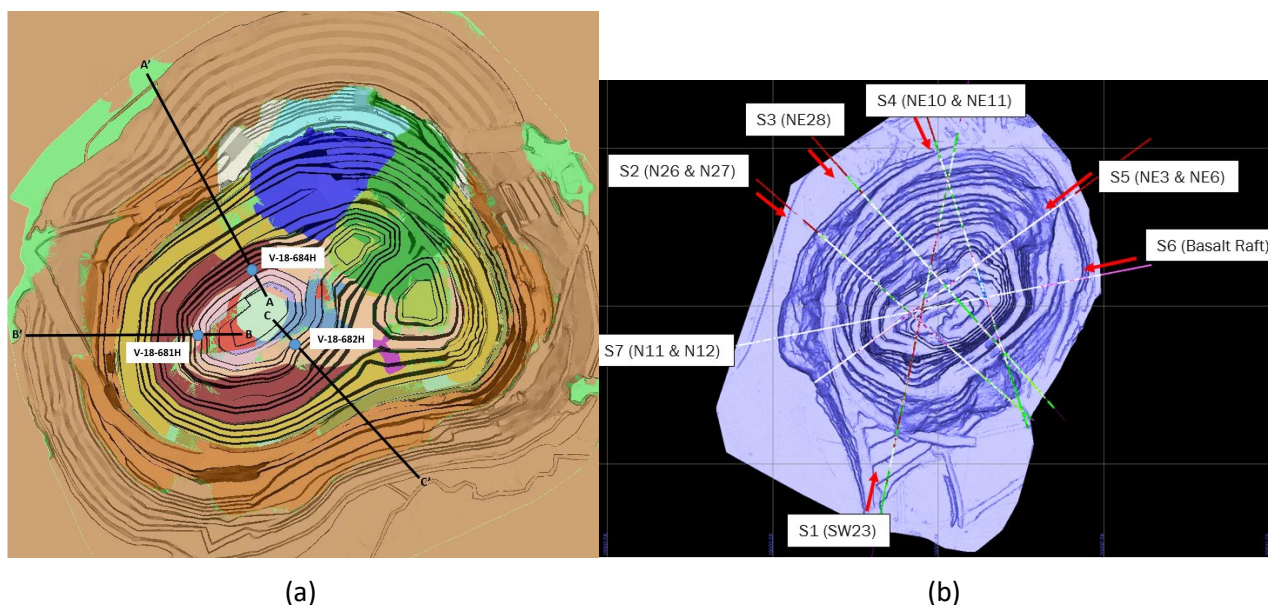 A'
V-18-684H
A
C
B'
B
V-18-681H
V-18-682H
C'
S4 (NE10 & NE11)
S3 (NE28)
S2 (N26 & N27)
S5 (NE3 & NE6)
S6 (Basalt Raft)
S7 (N11 & N12)
S1 (SW23)
(a)
(b)